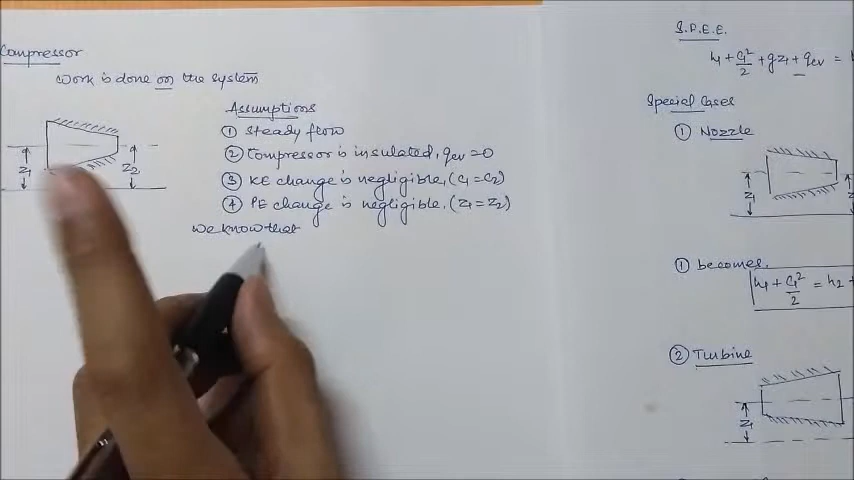 Compressor
Work is done on the system
Z1
Z2
Assumptions
① Steady flow
② Compressor is insulated, qcv = 0
③ KE change is negligible, (C1 = C2)
④ PE change is negligible, (Z1 = Z2)
We know that
S.F.E.E.
h1 + C1²/2 + gZ1 + qcv =
Special Cases
① Nozzle
Z1
① becomes,
h1 + C1²/2 = h2 +
② Turbine
Z1